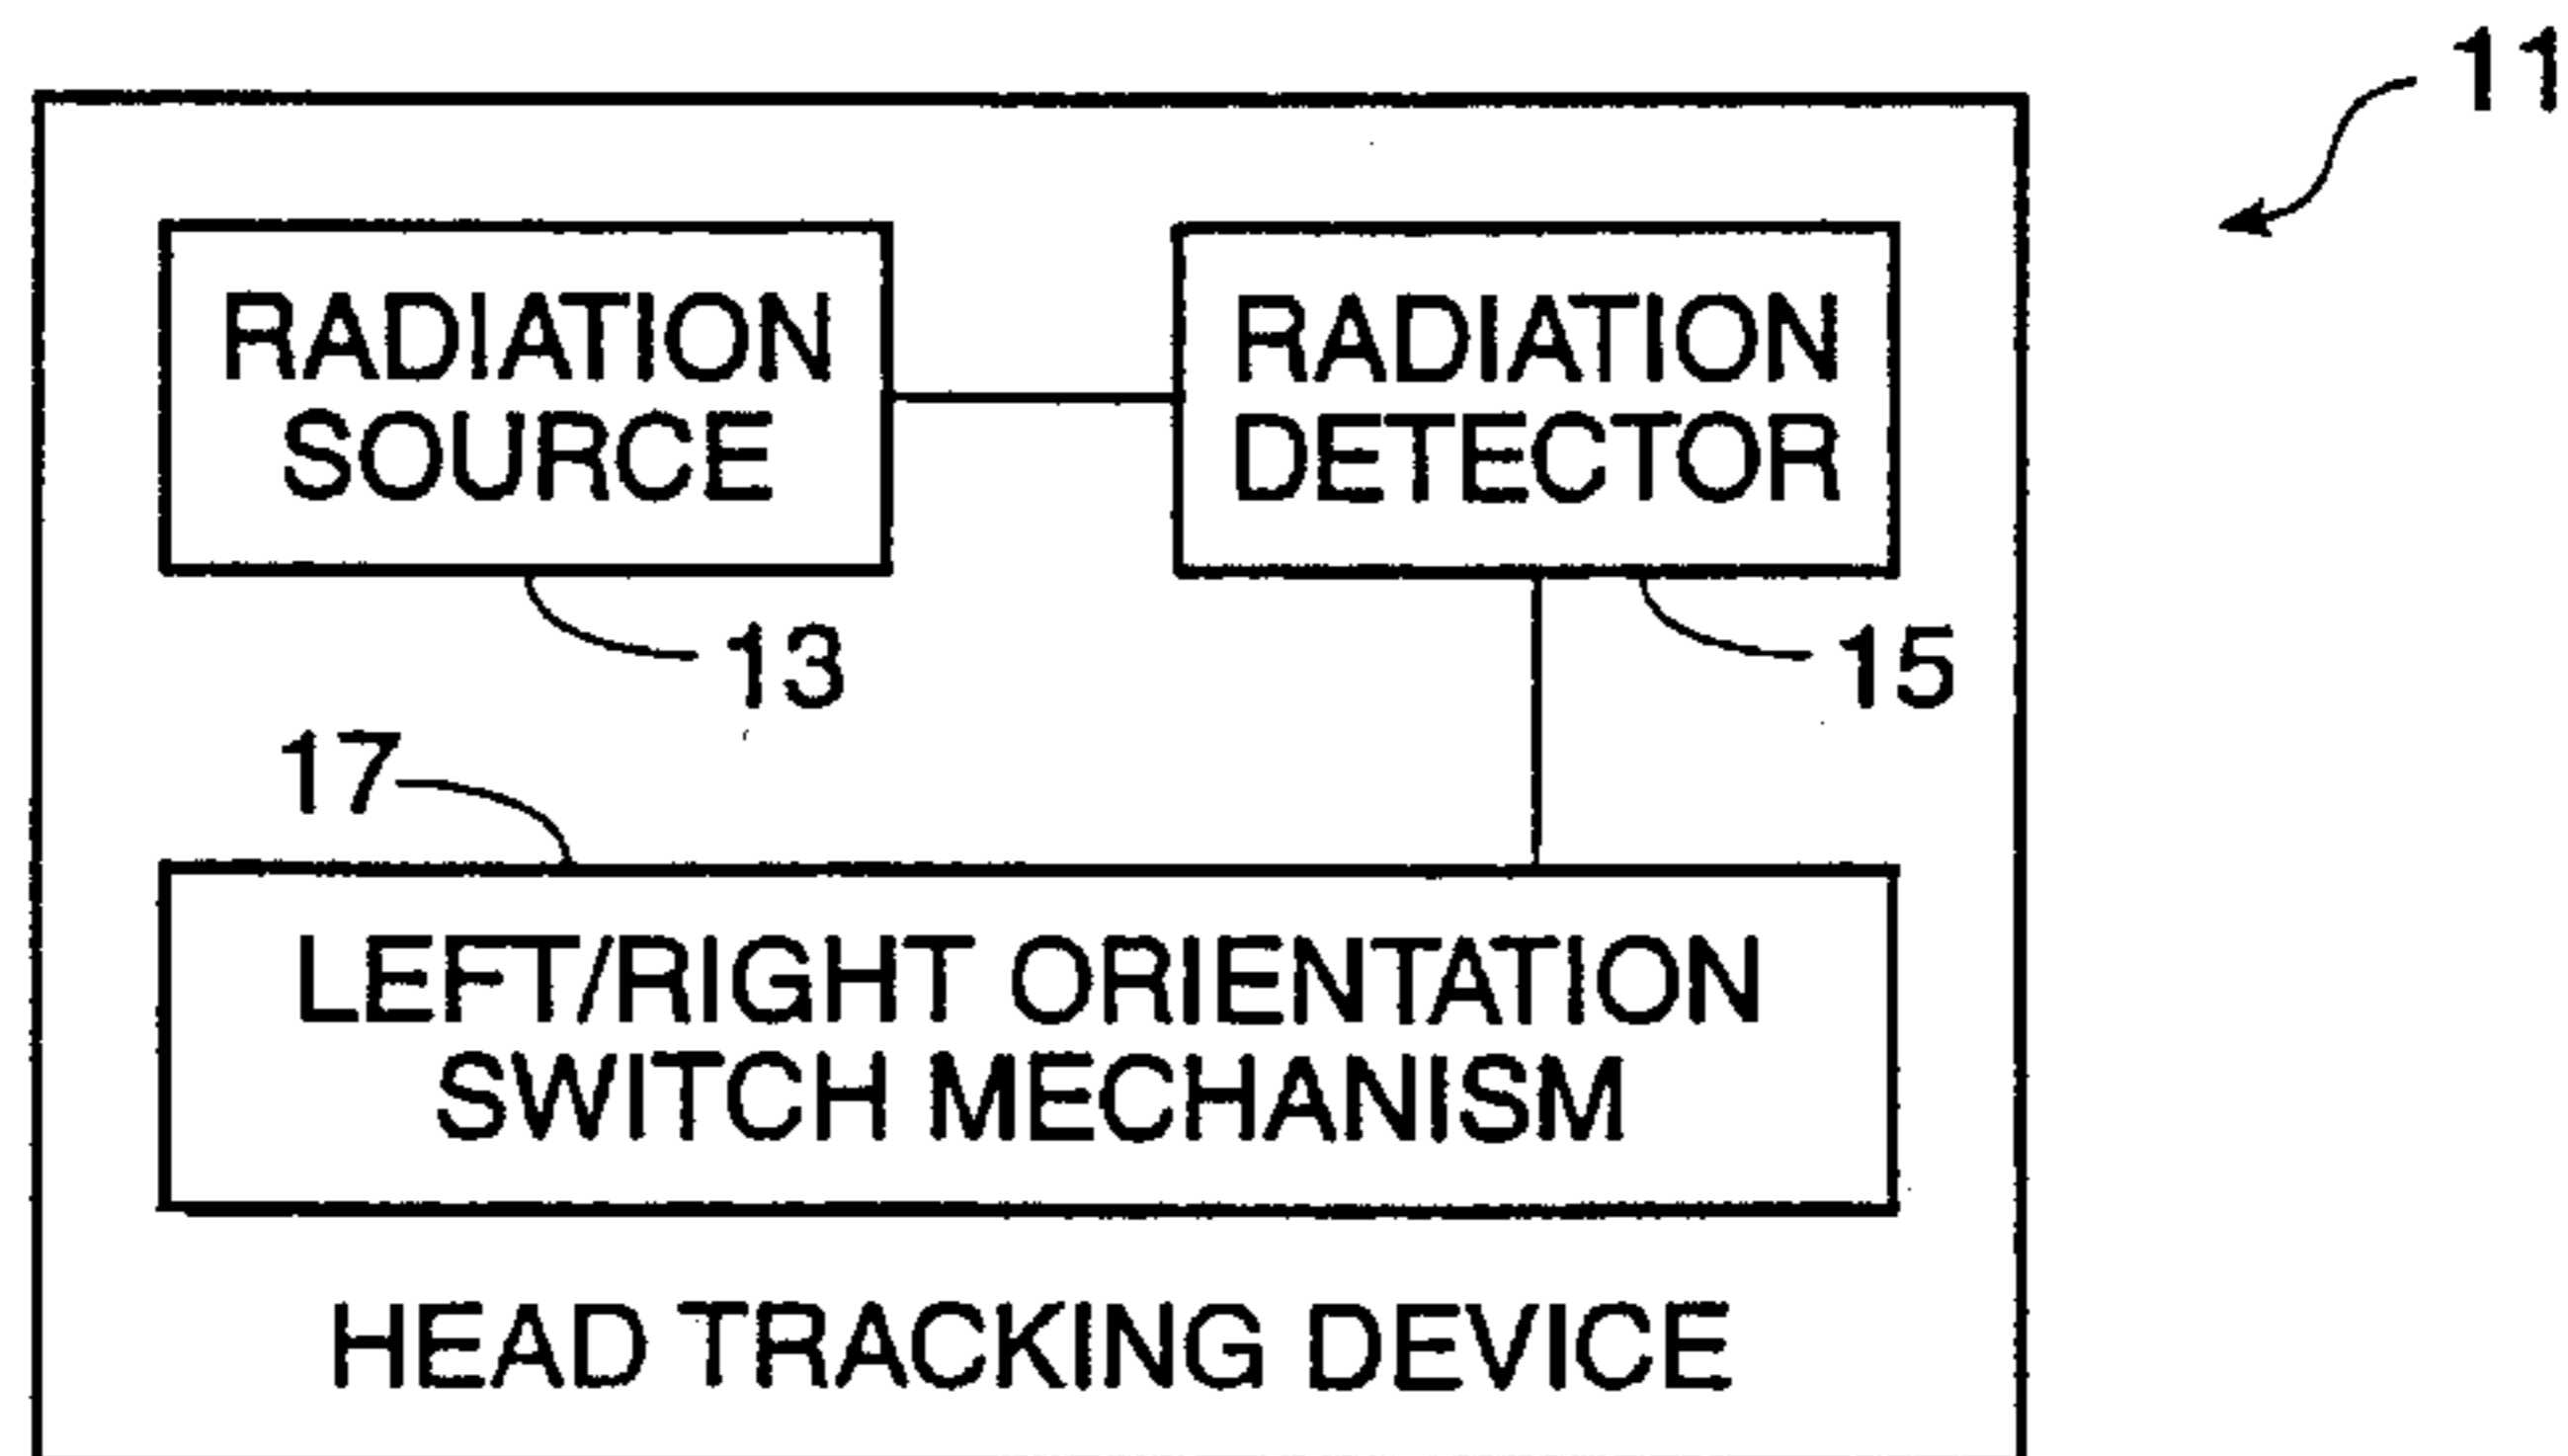 11
RADIATION
SOURCE
RADIATION
DETECTOR
13
15
17
LEFT/RIGHT ORIENTATION
SWITCH MECHANISM
HEAD TRACKING DEVICE